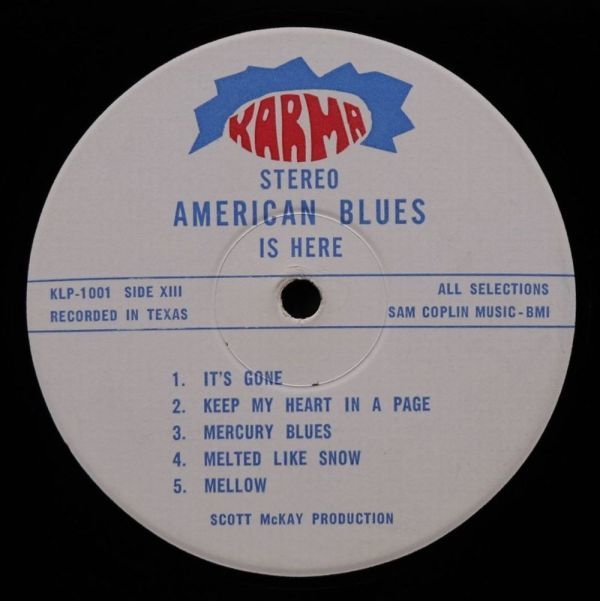 KARMA
STEREO
AMERICAN BLUES
IS HERE
KLP-1001 SIDE XIII
RECORDED IN TEXAS
ALL SELECTIONS
SAM COPLIN MUSIC-BMI
1. IT'S GONE
2. KEEP MY HEART IN A PAGE
3. MERCURY BLUES
4. MELTED LIKE SNOW
5. MELLOW
SCOTT McKAY PRODUCTION